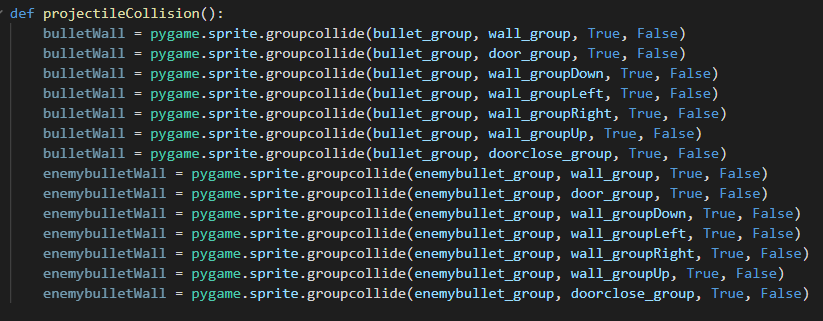 def projectileCollision():
    bulletWall = pygame.sprite.groupcollide(bullet_group, wall_group, True, False)
    bulletWall = pygame.sprite.groupcollide(bullet_group, door_group, True, False)
    bulletWall = pygame.sprite.groupcollide(bullet_group, wall_groupDown, True, False)
    bulletWall = pygame.sprite.groupcollide(bullet_group, wall_groupLeft, True, False)
    bulletWall = pygame.sprite.groupcollide(bullet_group, wall_groupRight, True, False)
    bulletWall = pygame.sprite.groupcollide(bullet_group, wall_groupUp, True, False)
    bulletWall = pygame.sprite.groupcollide(bullet_group, doorclose_group, True, False)
    enemybulletWall = pygame.sprite.groupcollide(enemybullet_group, wall_group, True, False)
    enemybulletWall = pygame.sprite.groupcollide(enemybullet_group, door_group, True, False)
    enemybulletWall = pygame.sprite.groupcollide(enemybullet_group, wall_groupDown, True, False)
    enemybulletWall = pygame.sprite.groupcollide(enemybullet_group, wall_groupLeft, True, False)
    enemybulletWall = pygame.sprite.groupcollide(enemybullet_group, wall_groupRight, True, False)
    enemybulletWall = pygame.sprite.groupcollide(enemybullet_group, wall_groupUp, True, False)
    enemybulletWall = pygame.sprite.groupcollide(enemybullet_group, doorclose_group, True, False)